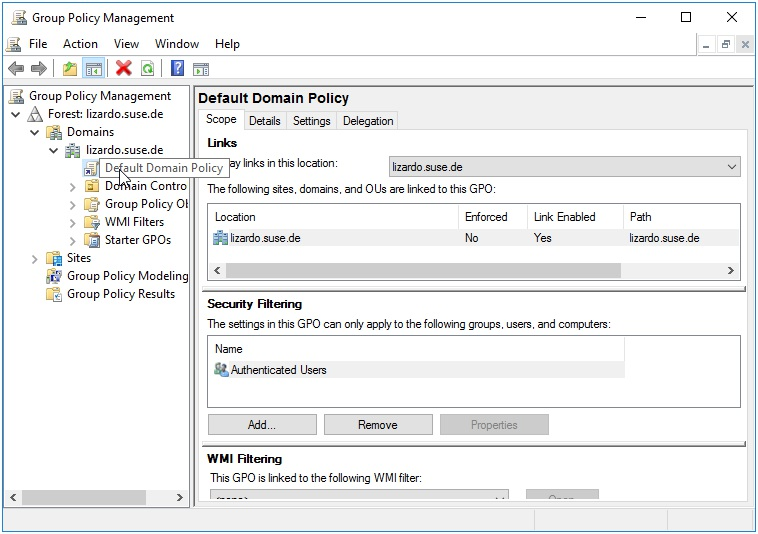 Group Policy Management
File Action View Window Help
Group Policy Management
Forest: lizardo.suse.de
Domains
lizardo.suse.de
Default Domain Policy
Domain Contro
Group Policy Ob
WMI Filters
Starter GPOs
Sites
Group Policy Modeling
Group Policy Results
Default Domain Policy
Scope Details Settings Delegation
Links
lay links in this location: lizardo.suse.de
The following sites, domains, and OUs are linked to this GPO:
Location Enforced Link Enabled Path
lizardo.suse.de No Yes lizardo.suse.de
Security Filtering
The settings in this GPO can only apply to the following groups, users, and computers:
Name
Authenticated Users
Add... Remove Properties
WMI Filtering
This GPO is linked to the following WMI filter: